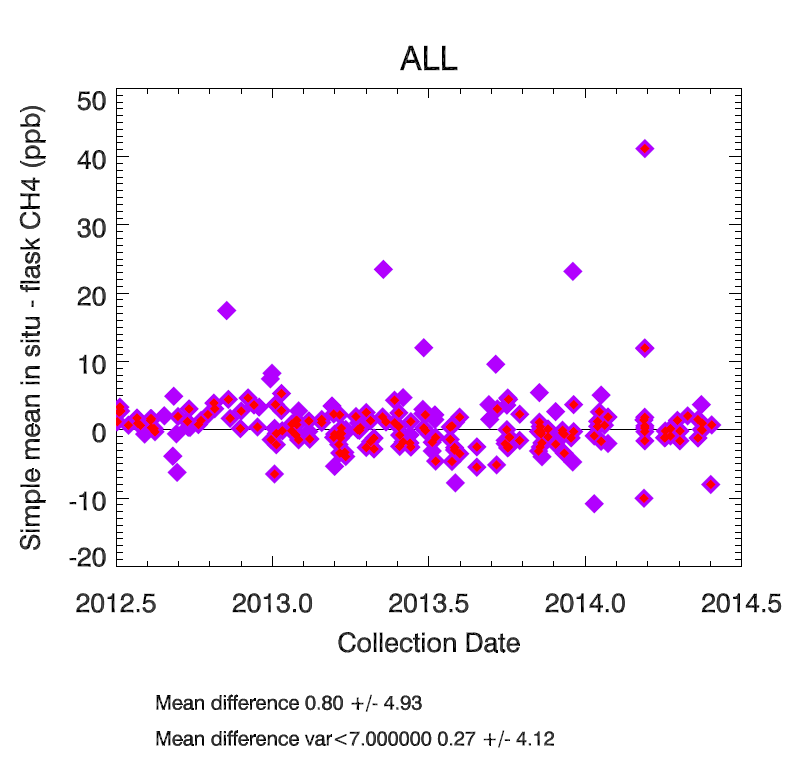 ALL
Simple mean in situ - flask CH4 (ppb)
50
40
30
20
10
0
-10
-20
2012.5 2013.0 2013.5 2014.0 2014.5
Collection Date
Mean difference 0.80 +/- 4.93
Mean difference var<7.000000 0.27 +/- 4.12